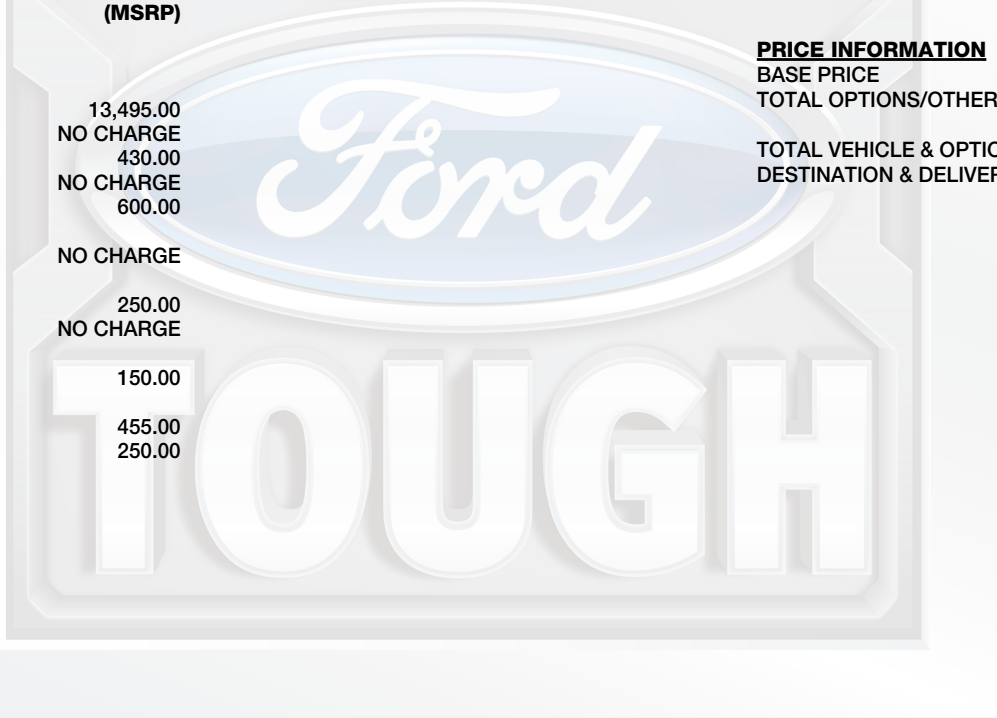 (MSRP)
13,495.00
NO CHARGE
430.00
NO CHARGE
600.00
NO CHARGE
250.00
NO CHARGE
150.00
455.00
250.00
PRICE INFORMATION
BASE PRICE
TOTAL OPTIONS/OTHER
TOTAL VEHICLE & OPTIO
DESTINATION & DELIVER
Ford
TOUGH